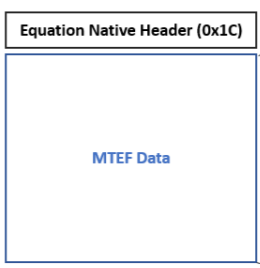 Equation Native Header (0x1C)
MTEF Data